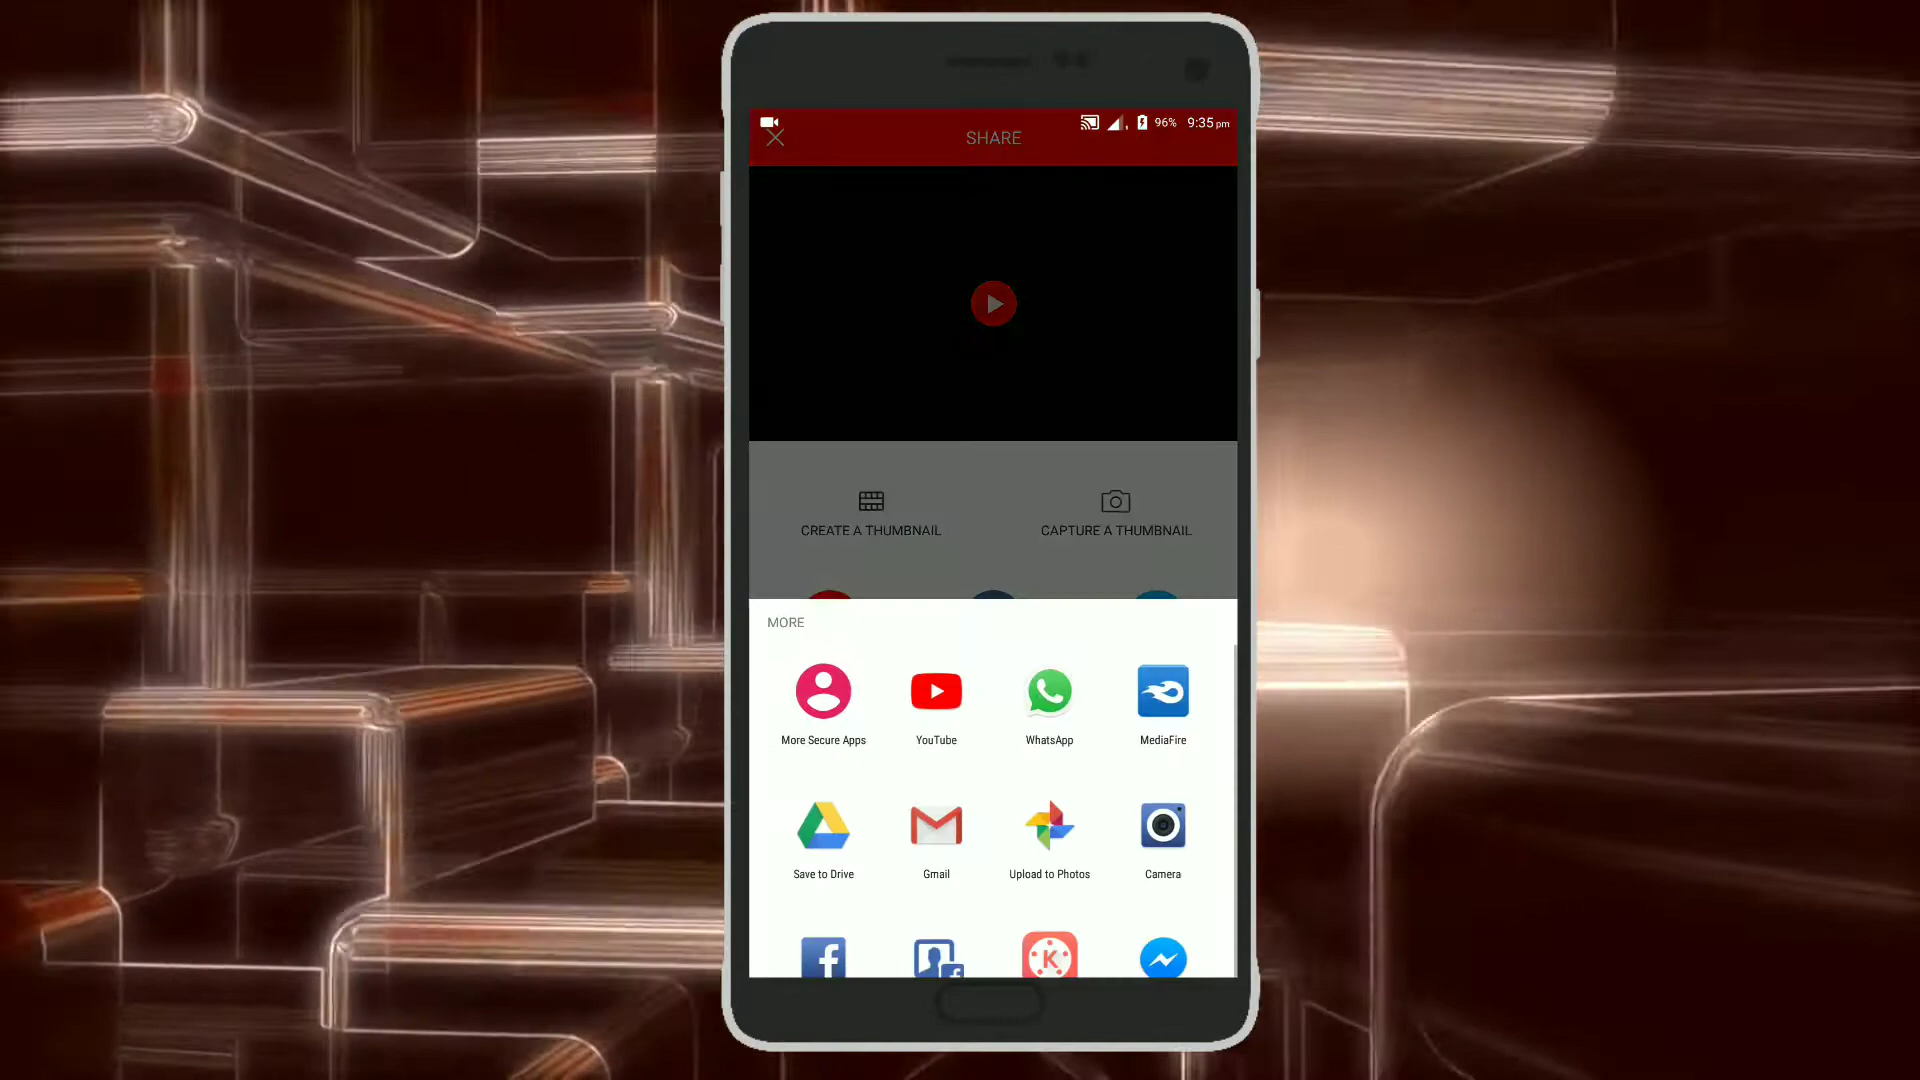 96% 9:35 pm
SHARE
CREATE A THUMBNAIL CAPTURE A THUMBNAIL
MORE
More Secure Apps YouTube WhatsApp MediaFire
Save to Drive Gmail Upload to Photos Camera
f f K